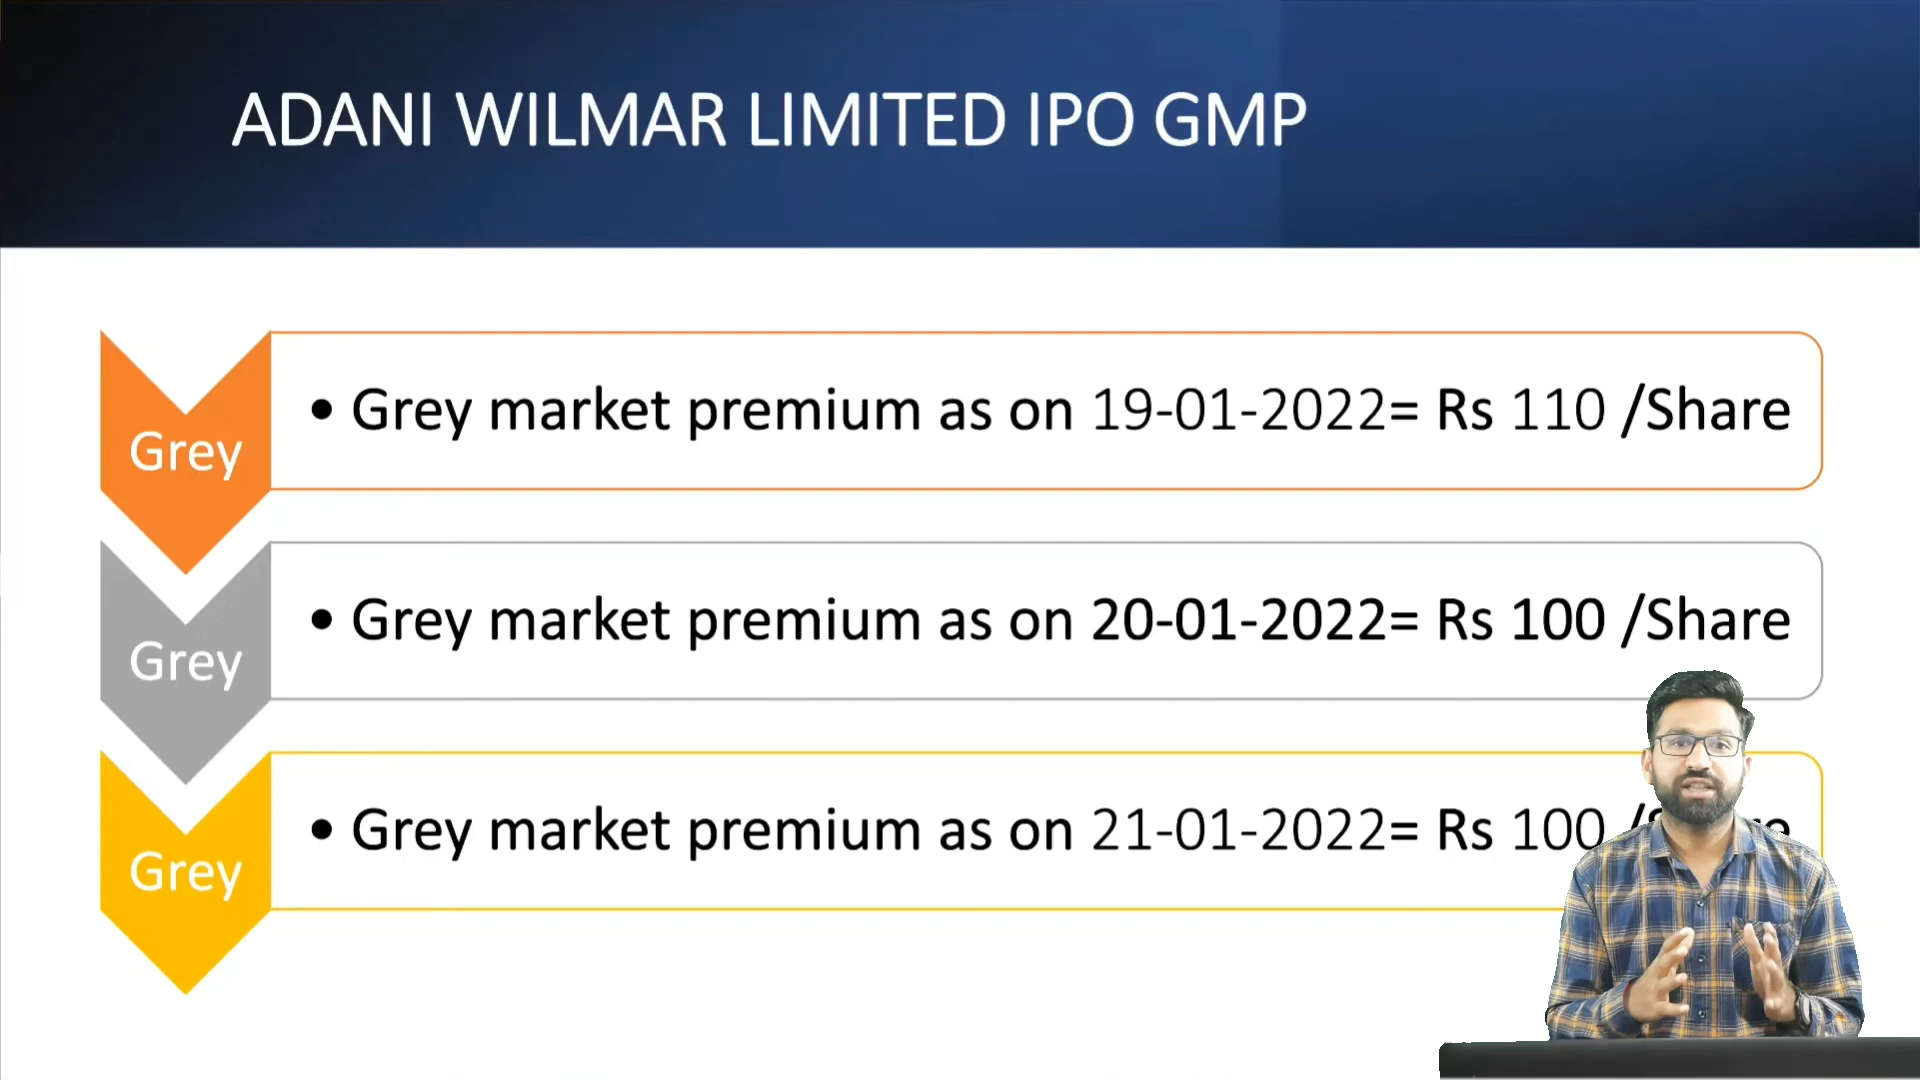 ADANI WILMAR LIMITED IPO GMP
Grey
• Grey market premium as on 19-01-2022= Rs 110 /Share
Grey
• Grey market premium as on 20-01-2022= Rs 100 /Share
Grey
• Grey market premium as on 21-01-2022= Rs 100